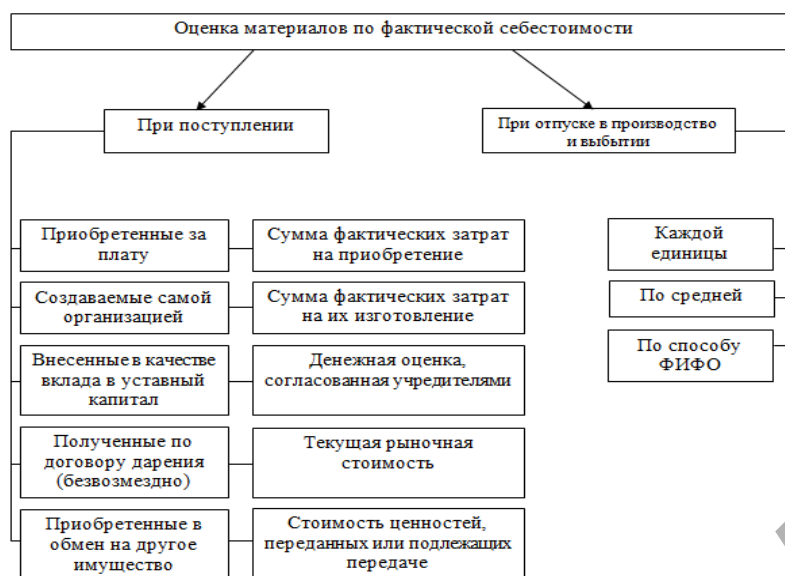 Оценка материалов по фактической себестоимости
При поступлении
При отпуске в производство
и выбытии
Приобретенные за
плату
Сумма фактических затрат
на приобретение
Каждой
единицы
Создаваемые самой
организацией
Сумма фактических затрат
на их изготовление
По средней
Внесенные в качестве
вклада в уставный
капитал
Денежная оценка,
согласованная учредителями
По способу
ФИФО
Полученные по
договору дарения
(безвозмездно)
Текущая рыночная
стоимость
Приобретенные в
обмен на другое
имущество
Стоимость ценностей,
переданных или подлежащих
передаче